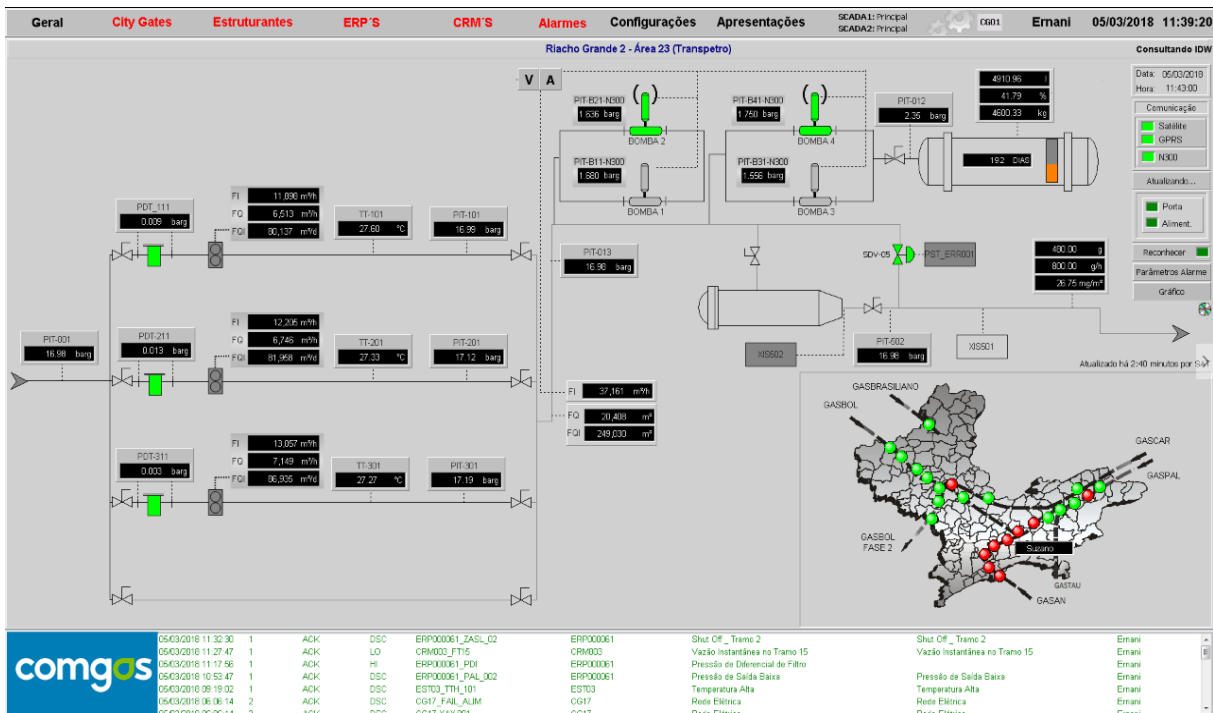 Geral City Gates Estruturantes ERP´S CRM´S Alarmes Configurações Apresentações SCADA1: Principal CG01 Ernani 05/03/2018 11:39:20
SCADA2: Principal
Riacho Grande 2 - Área 23 (Transpetro) Consultando IDW
V A
Data: 05/03/2018
Hora: 11:43:00
Comunicação
Satélite
GPRS
N300
Atualizando...
Porta
Aliment.
Reconhecer
Parâmetros Alarme
Gráfico
PIT-B21-N300
1.636 barg
BOMBA 2
PIT-B11-N300
1.680 barg
BOMBA 1
PIT-B41-N300
1.750 barg
BOMBA 4
PIT-B31-N300
1.556 barg
BOMBA 3
PIT-012
2.35 barg
4910.96 l
41.79 %
4600.33 kg
192 DIAS
PDT_111
0.009 barg
FI 11,098 m³/h
FQ 6,513 m³/h
FQI 80,137 m³/d
TT-101
27.60 °C
PIT-101
16.99 barg
PIT-013
16.98 barg
SDV-05
PST_ERR001
480.00 g
800.00 g/h
26.75 mg/m³
PIT-001
16.98 barg
PDT-211
0.013 barg
FI 12,205 m³/h
FQ 6,746 m³/h
FQI 81,958 m³/d
TT-201
27.33 °C
PIT-201
17.12 barg
XIS602
PIT-502
16.98 barg
XIS501
Atualizado há 2:40 minutos por
FI 37,161 m³/h
FQ 20,408 m³
FQI 249,030 m³
PDT-311
0.003 barg
FI 13,057 m³/h
FQ 7,149 m³/h
FQI 86,935 m³/d
TT-301
27.27 °C
PIT-301
17.19 barg
GASBRASILIANO
GASBOL
GASCAR
GASPAL
GASBOL
FASE 2
Suzano
GASTAU
GASAN
comgas
05/03/2018 11:32:30 1 ACK DSC ERP000061_ZASL_02 ERP000061 Shut Off _ Tramo 2 Shut Off _ Tramo 2 Ernani
05/03/2018 11:27:47 1 ACK LO CRM003_FT15 CRM003 Vazão Instantânea no Tramo 15 Vazão Instantânea no Tramo 15 Ernani
05/03/2018 11:17:56 1 ACK HI ERP000061_PDI ERP000061 Pressão de Diferencial de Filtro Ernani
05/03/2018 10:53:47 1 ACK DSC ERP000061_PAL_002 ERP000061 Pressão de Saída Baixa Pressão de Saída Baixa Ernani
05/03/2018 09:19:02 1 ACK DSC EST03_TTH_101 EST03 Temperatura Alta Temperatura Alta Ernani
05/03/2018 06:06:14 2 ACK DSC CG17_FAIL_ALIM CG17 Rede Elétrica Rede Elétrica Ernani